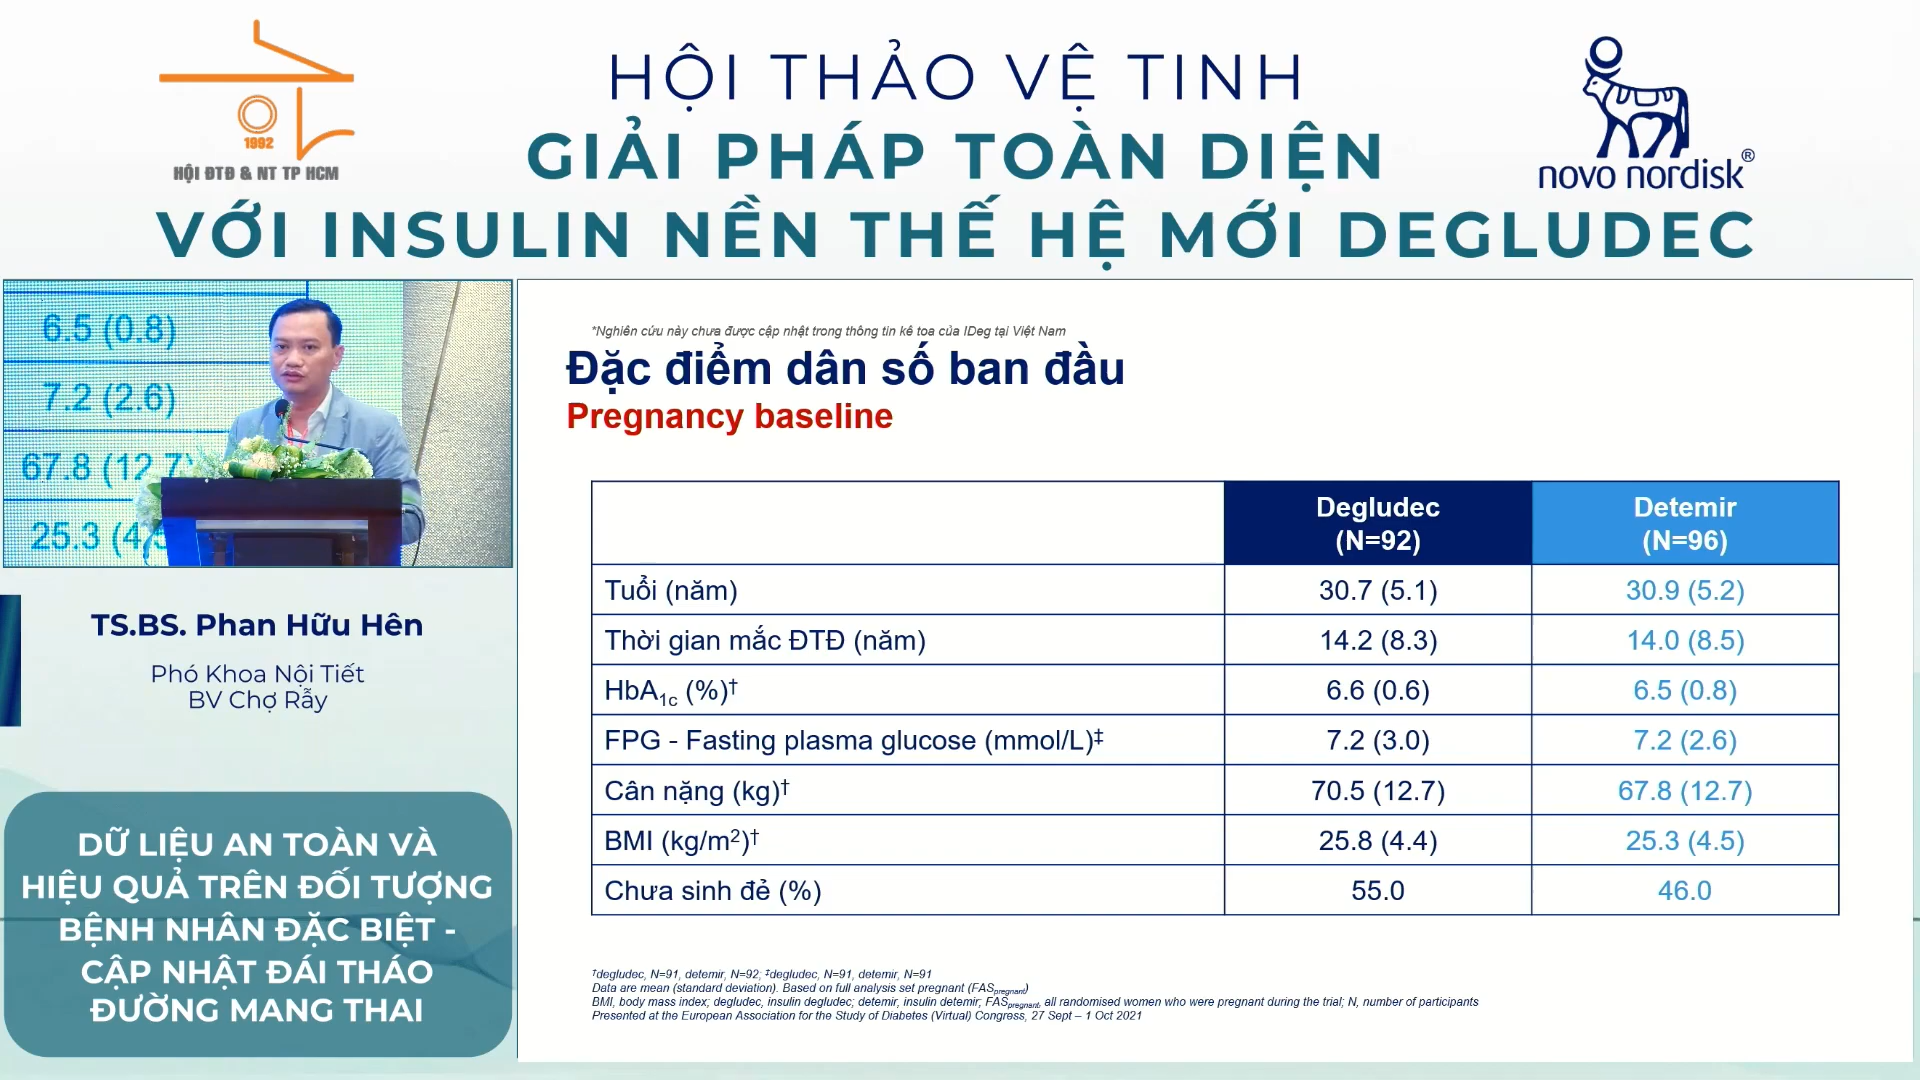 HỘI THẢO VỆ TINH
GIẢI PHÁP TOÀN DIỆN
VỚI INSULIN NỀN THẾ HỆ MỚI DEGLUDEC
1992
HỘI ĐTĐ & NT TP HCM
novo nordisk®
6.5 (0.8)
7.2 (2.6)
67.8 (12.7)
25.3 (4.5
TS.BS. Phan Hữu Hên
Phó Khoa Nội Tiết
BV Chợ Rẫy
DỮ LIỆU AN TOÀN VÀ
HIỆU QUẢ TRÊN ĐỐI TƯỢNG
BỆNH NHÂN ĐẶC BIỆT -
CẬP NHẬT ĐÁI THÁO
ĐƯỜNG MANG THAI
*Nghiên cứu này chưa được cập nhật trong thông tin kê toa của IDeg tại Việt Nam
Đặc điểm dân số ban đầu
Pregnancy baseline
Degludec (N=92) Detemir (N=96)
Tuổi (năm) 30.7 (5.1) 30.9 (5.2)
Thời gian mắc ĐTĐ (năm) 14.2 (8.3) 14.0 (8.5)
HbA1c (%)† 6.6 (0.6) 6.5 (0.8)
FPG - Fasting plasma glucose (mmol/L)‡ 7.2 (3.0) 7.2 (2.6)
Cân nặng (kg)† 70.5 (12.7) 67.8 (12.7)
BMI (kg/m²)† 25.8 (4.4) 25.3 (4.5)
Chưa sinh đẻ (%) 55.0 46.0
†degludec, N=91, detemir, N=92; ‡degludec, N=91, detemir, N=91
Data are mean (standard deviation). Based on full analysis set pregnant (FASpregnant)
BMI, body mass index; degludec, insulin degludec; detemir, insulin detemir; FASpregnant, all randomised women who were pregnant during the trial; N, number of participants
Presented at the European Association for the Study of Diabetes (Virtual) Congress, 27 Sept – 1 Oct 2021